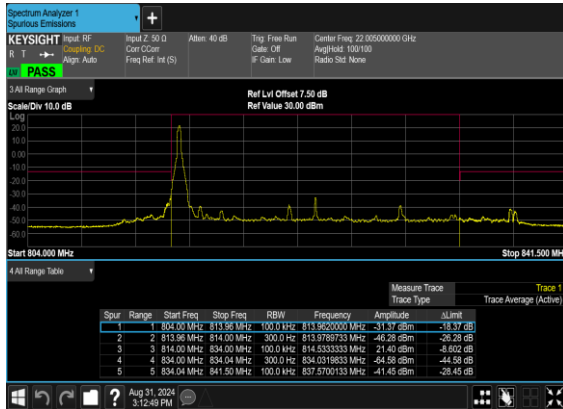 Spectrum Analyzer 1
Spurious Emissions
+
KEYSIGHT Input: RF Input Z: 50 Ω Atten: 40 dB Trig: Free Run Center Freq: 22.005000000 GHz
R T Coupling: DC Corr CCorr Gate: Off Avg|Hold: 100/100
Align: Auto Freq Ref: Int (S) IF Gain: Low Radio Std: None
PASS
3 All Range Graph Ref Lvl Offset 7.50 dB
Scale/Div 10.0 dB Ref Value 30.00 dBm
Log
20.0
10.0
0.00
-10.0
-20.0
-30.0
-40.0
-50.0
-60.0
Start 804.000 MHz Stop 841.500 MH
4 All Range Table
Measure Trace Trace 1
Trace Type Trace Average (Active)
Spur Range Start Freq Stop Freq RBW Frequency Amplitude ΔLimit
1 1 804.00 MHz 813.96 MHz 100.0 kHz 813.9620000 MHz -31.37 dBm -18.37 dB
2 2 813.96 MHz 814.00 MHz 300.0 Hz 813.9789733 MHz -46.28 dBm -26.28 dB
3 3 814.00 MHz 834.00 MHz 100.0 kHz 814.5333333 MHz 21.40 dBm -8.602 dB
4 4 834.00 MHz 834.04 MHz 300.0 Hz 834.0319833 MHz -64.58 dBm -44.58 dB
5 5 834.04 MHz 841.50 MHz 100.0 kHz 837.5700133 MHz -41.45 dBm -28.45 dB
? Aug 31, 2024
3:12:49 PM